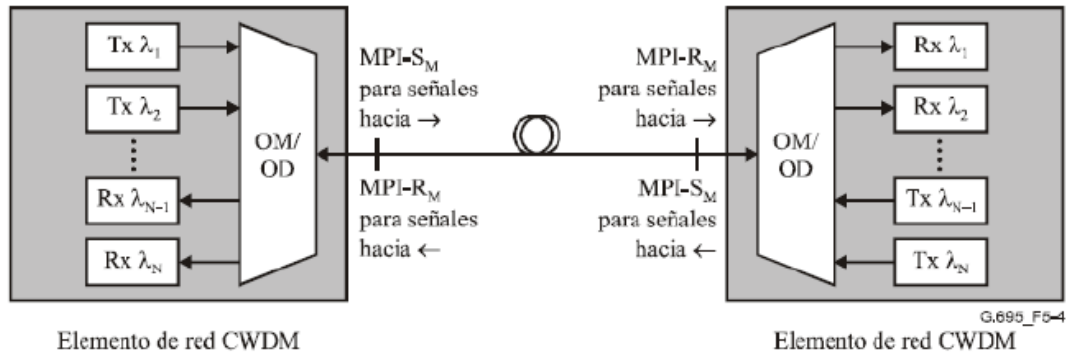 Tx λ1
Tx λ2
Rx λN–1
Rx λN
OM/
OD
MPI-SM
para señales
hacia →
MPI-RM
para señales
hacia ←
MPI-RM
para señales
hacia →
MPI-SM
para señales
hacia ←
OM/
OD
Rx λ1
Rx λ2
Tx λN–1
Tx λN
G.695_F5-4
Elemento de red CWDM
Elemento de red CWDM